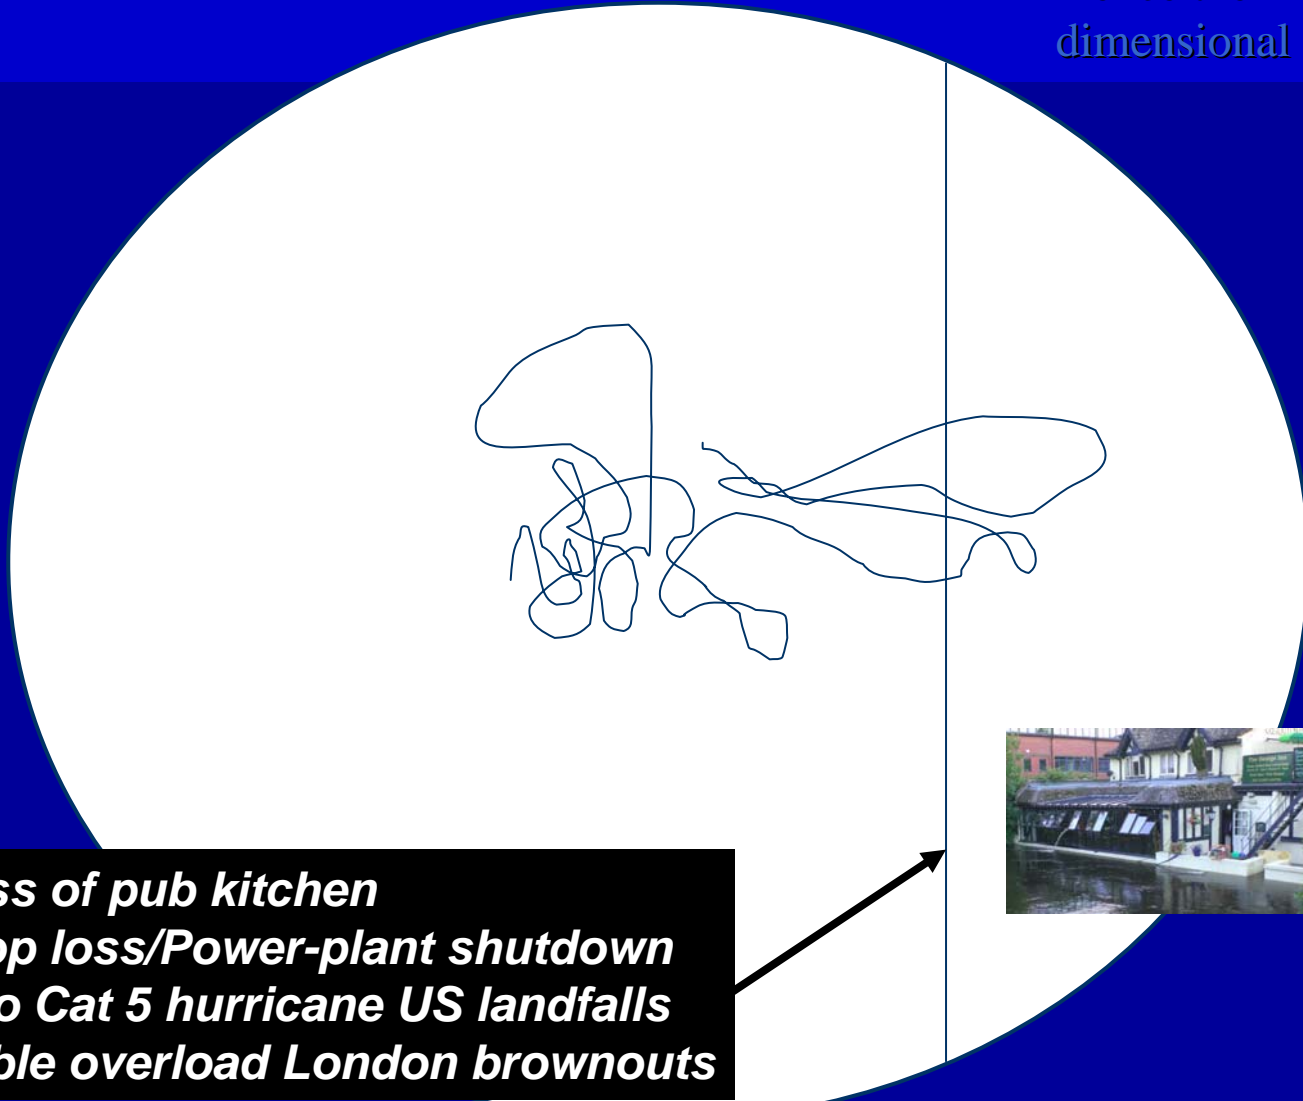 dimensional
ss of pub kitchen
op loss/Power-plant shutdown
o Cat 5 hurricane US landfalls
ble overload London brownouts